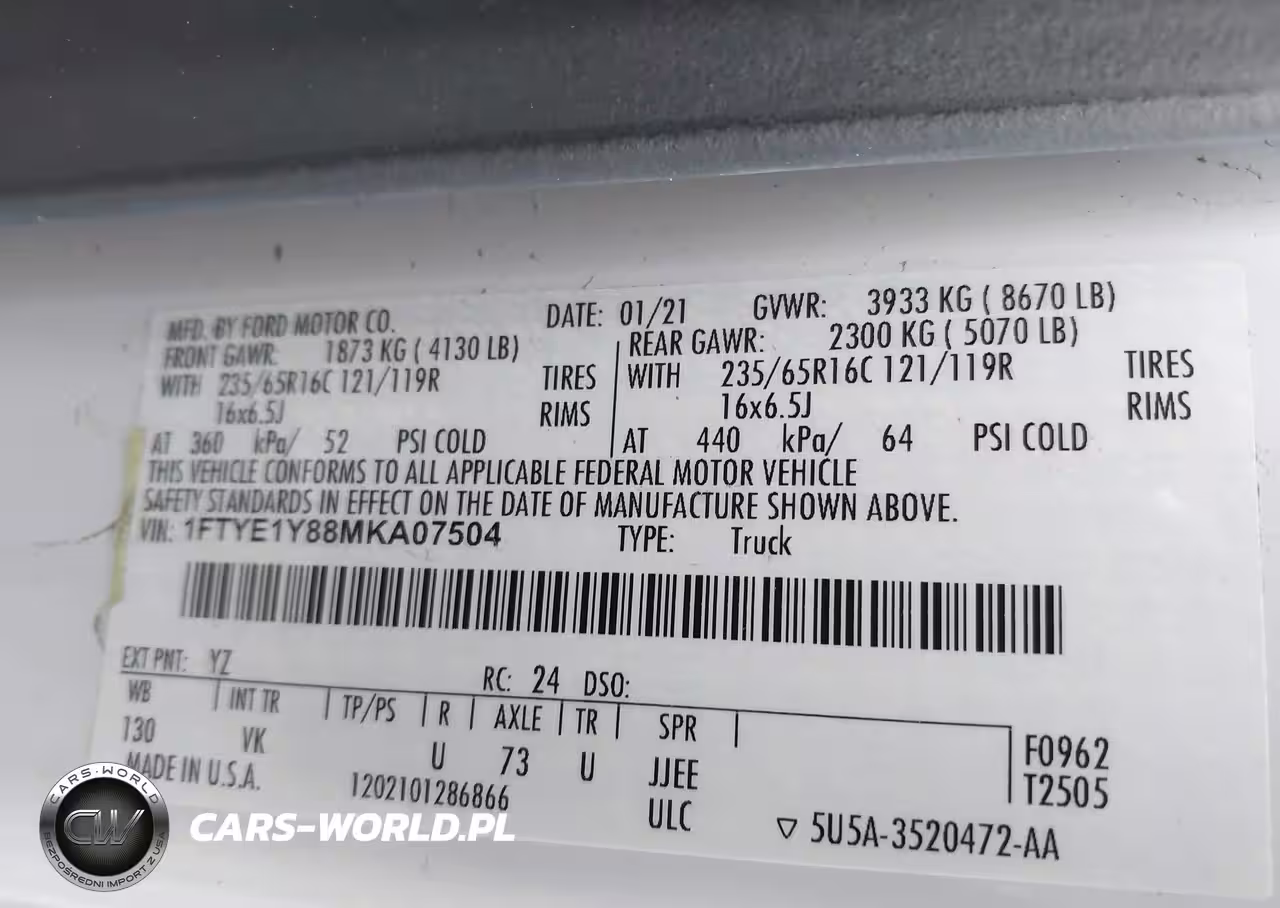 MFD. BY FORD MOTOR CO. DATE: 01/21 GVWR: 3933 KG ( 8670 LB)
FRONT GAWR: 1873 KG ( 4130 LB) REAR GAWR: 2300 KG ( 5070 LB)
WITH 235/65R16C 121/119R TIRES WITH 235/65R16C 121/119R TIRES
16x6.5J RIMS 16x6.5J RIMS
AT 360 kPa/ 52 PSI COLD AT 440 kPa/ 64 PSI COLD
THIS VEHICLE CONFORMS TO ALL APPLICABLE FEDERAL MOTOR VEHICLE
SAFETY STANDARDS IN EFFECT ON THE DATE OF MANUFACTURE SHOWN ABOVE.
VIN: 1FTYE1Y88MKA07504 TYPE: Truck
EXT PNT: YZ RC: 24 DSO:
WB INT TR TP/PS R AXLE TR SPR
130 VK U 73 U JJEE F0962
MADE IN U.S.A. 1202101286866 ULC T2505
▽ 5U5A-3520472-AA
CARS-WORLD
CW
BEZPOŚREDNI IMPORT Z USA
CARS-WORLD.PL